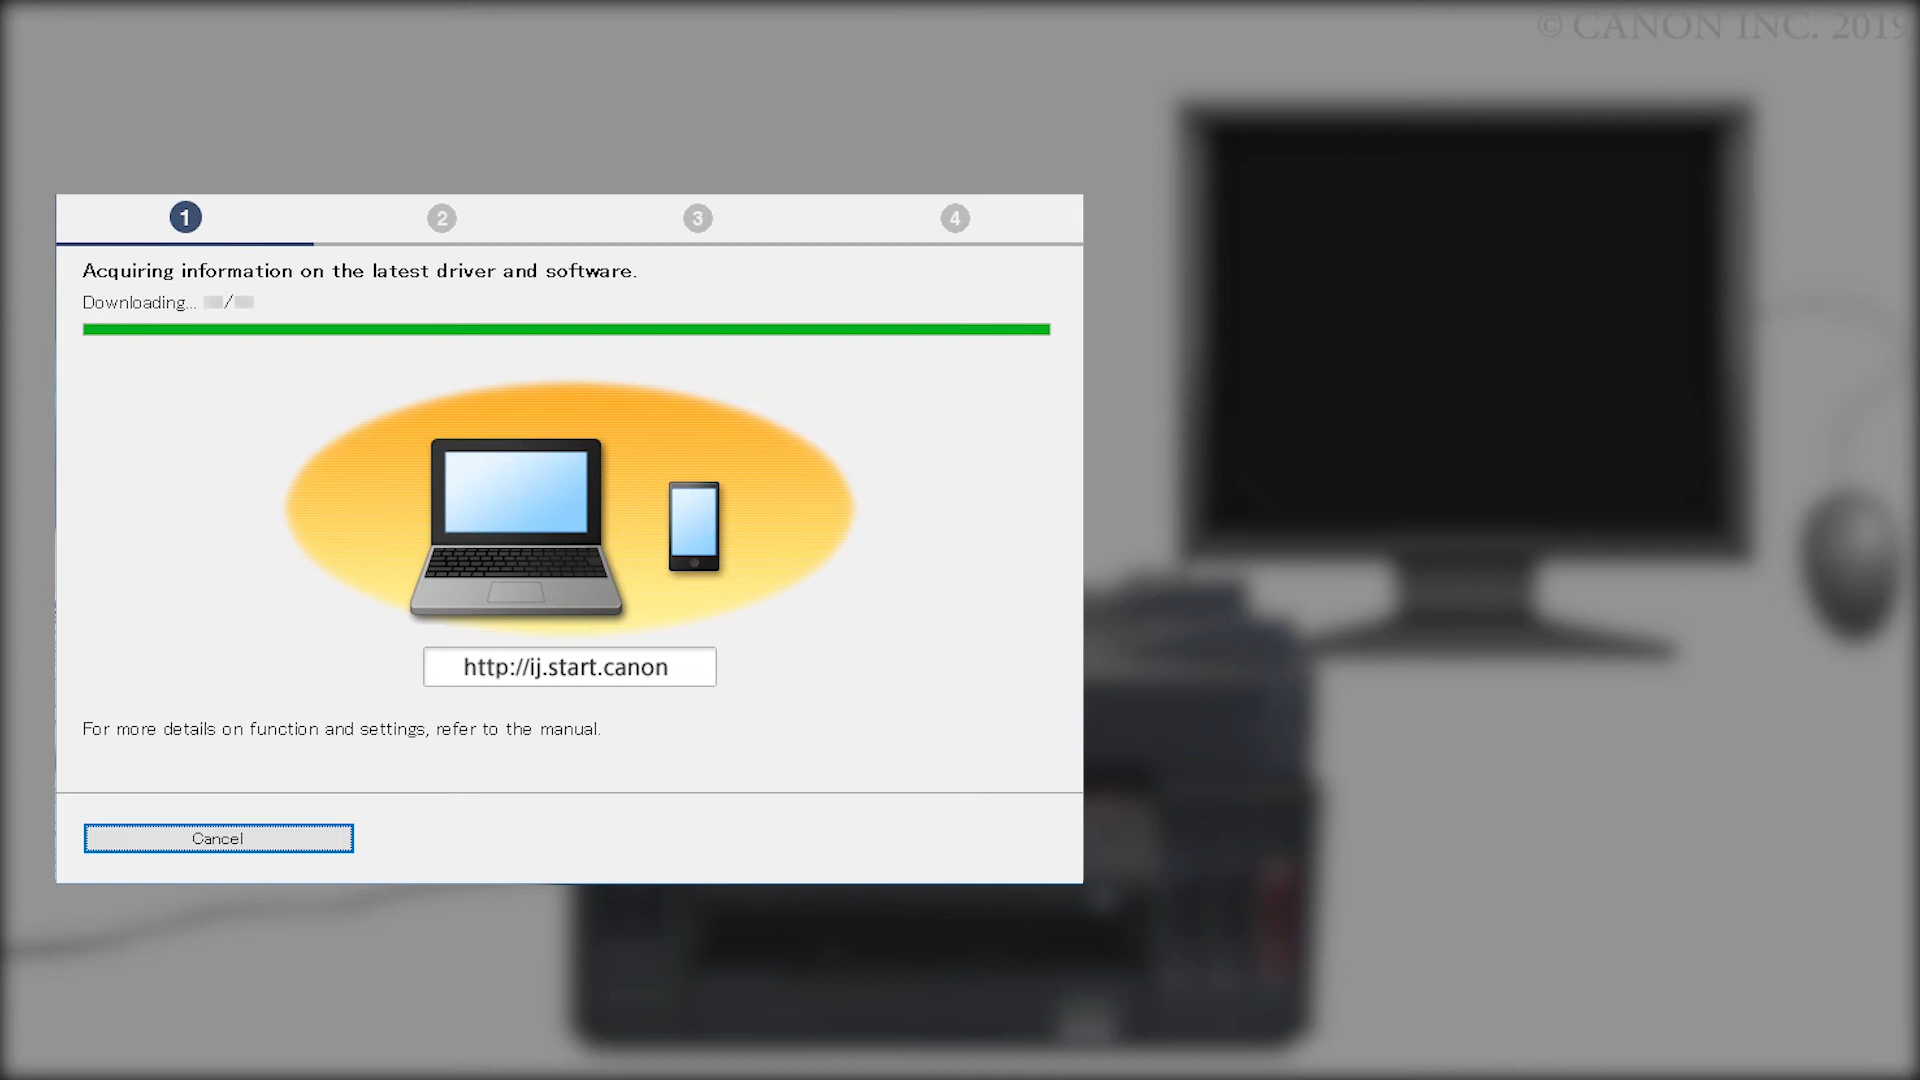 © CANON INC. 2019
1 2 3 4
Acquiring information on the latest driver and software.
Downloading... /
http://ij.start.canon
For more details on function and settings, refer to the manual.
Cancel